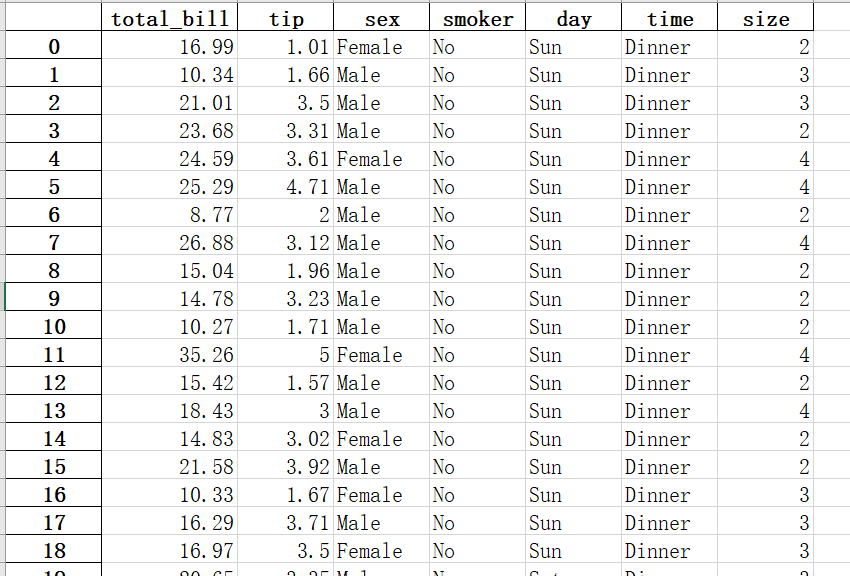 total_bill tip sex smoker day time size
0 16.99 1.01 Female No Sun Dinner 2
1 10.34 1.66 Male No Sun Dinner 3
2 21.01 3.5 Male No Sun Dinner 3
3 23.68 3.31 Male No Sun Dinner 2
4 24.59 3.61 Female No Sun Dinner 4
5 25.29 4.71 Male No Sun Dinner 4
6 8.77 2 Male No Sun Dinner 2
7 26.88 3.12 Male No Sun Dinner 4
8 15.04 1.96 Male No Sun Dinner 2
9 14.78 3.23 Male No Sun Dinner 2
10 10.27 1.71 Male No Sun Dinner 2
11 35.26 5 Female No Sun Dinner 4
12 15.42 1.57 Male No Sun Dinner 2
13 18.43 3 Male No Sun Dinner 4
14 14.83 3.02 Female No Sun Dinner 2
15 21.58 3.92 Male No Sun Dinner 2
16 10.33 1.67 Female No Sun Dinner 3
17 16.29 3.71 Male No Sun Dinner 3
18 16.97 3.5 Female No Sun Dinner 3